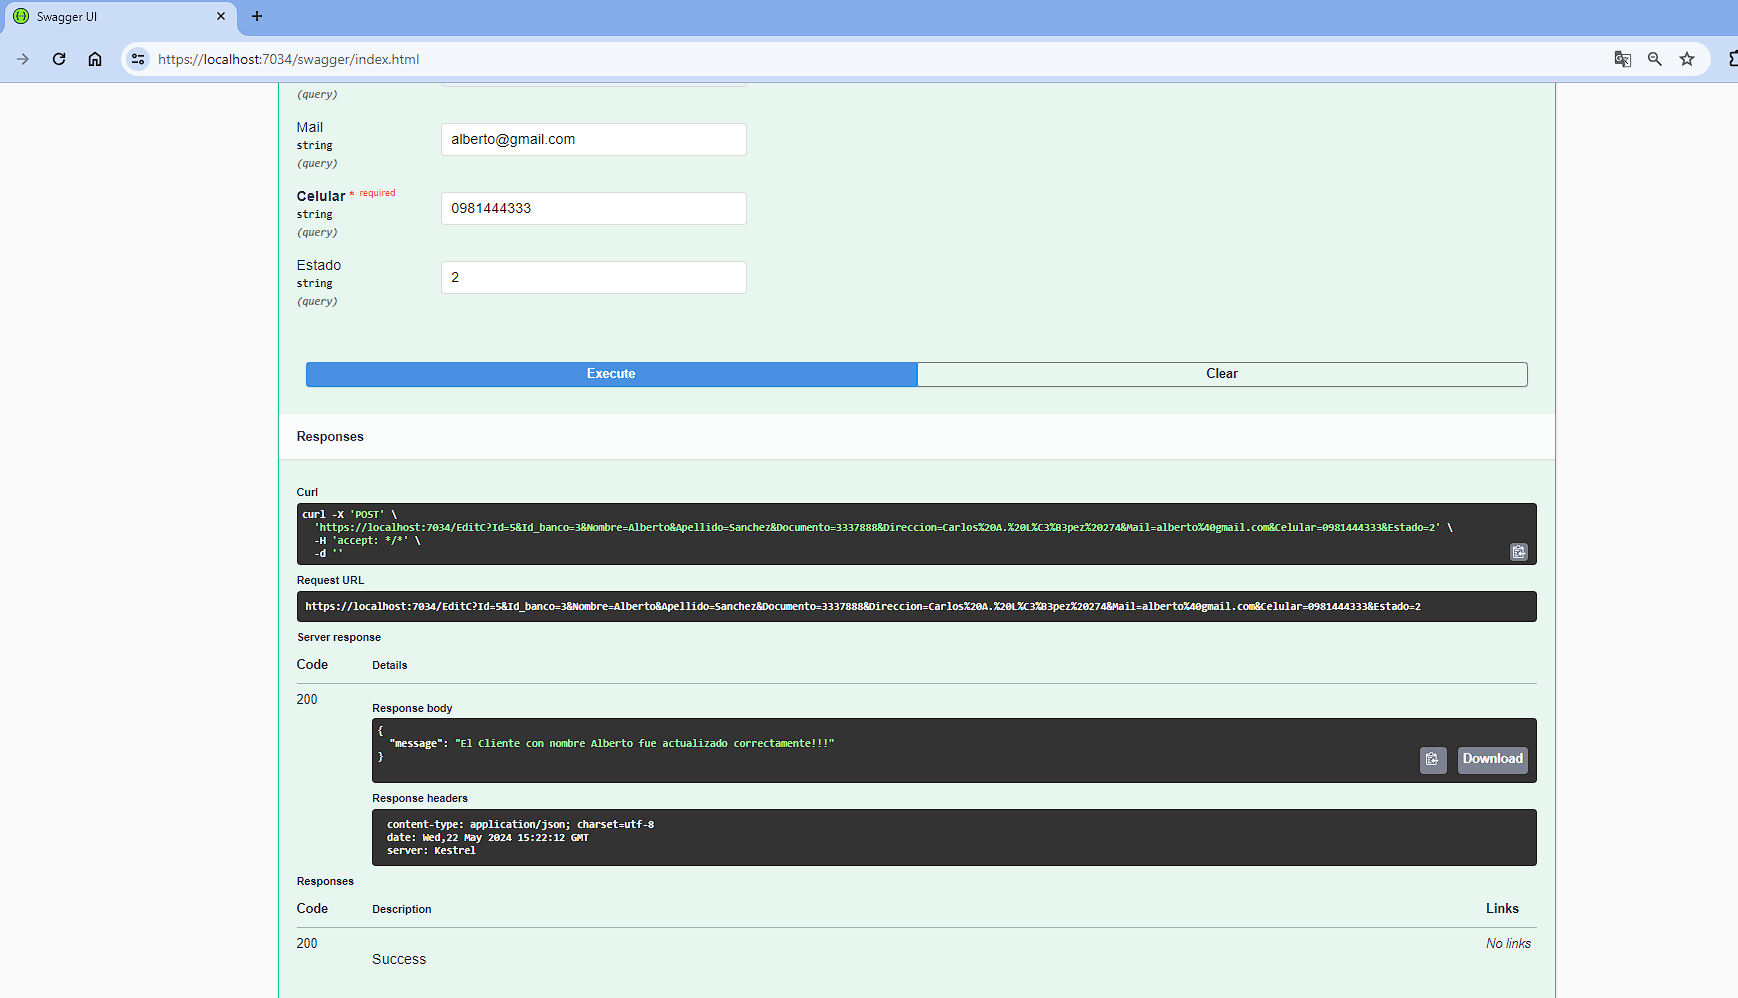 Swagger UI
https://localhost:7034/swagger/index.html
(query)
Mail
string
(query)
alberto@gmail.com
Celular * required
string
(query)
0981444333
Estado
string
(query)
2
Execute
Clear
Responses
Curl
curl -X 'POST' \
'https://localhost:7034/EditC?Id=5&Id_banco=3&Nombre=Alberto&Apellido=Sanchez&Documento=3337888&Direccion=Carlos%20A.%20L%C3%B3pez%20274&Mail=alberto%40gmail.com&Celular=0981444333&Estado=2' \
-H 'accept: */*' \
-d ''
Request URL
https://localhost:7034/EditC?Id=5&Id_banco=3&Nombre=Alberto&Apellido=Sanchez&Documento=3337888&Direccion=Carlos%20A.%20L%C3%B3pez%20274&Mail=alberto%40gmail.com&Celular=0981444333&Estado=2
Server response
Code Details
200
Response body
{
"message": "El Cliente con nombre Alberto fue actualizado correctamente!!!"
}
Download
Response headers
content-type: application/json; charset=utf-8
date: Wed,22 May 2024 15:22:12 GMT
server: Kestrel
Responses
Code Description Links
200 No links
Success